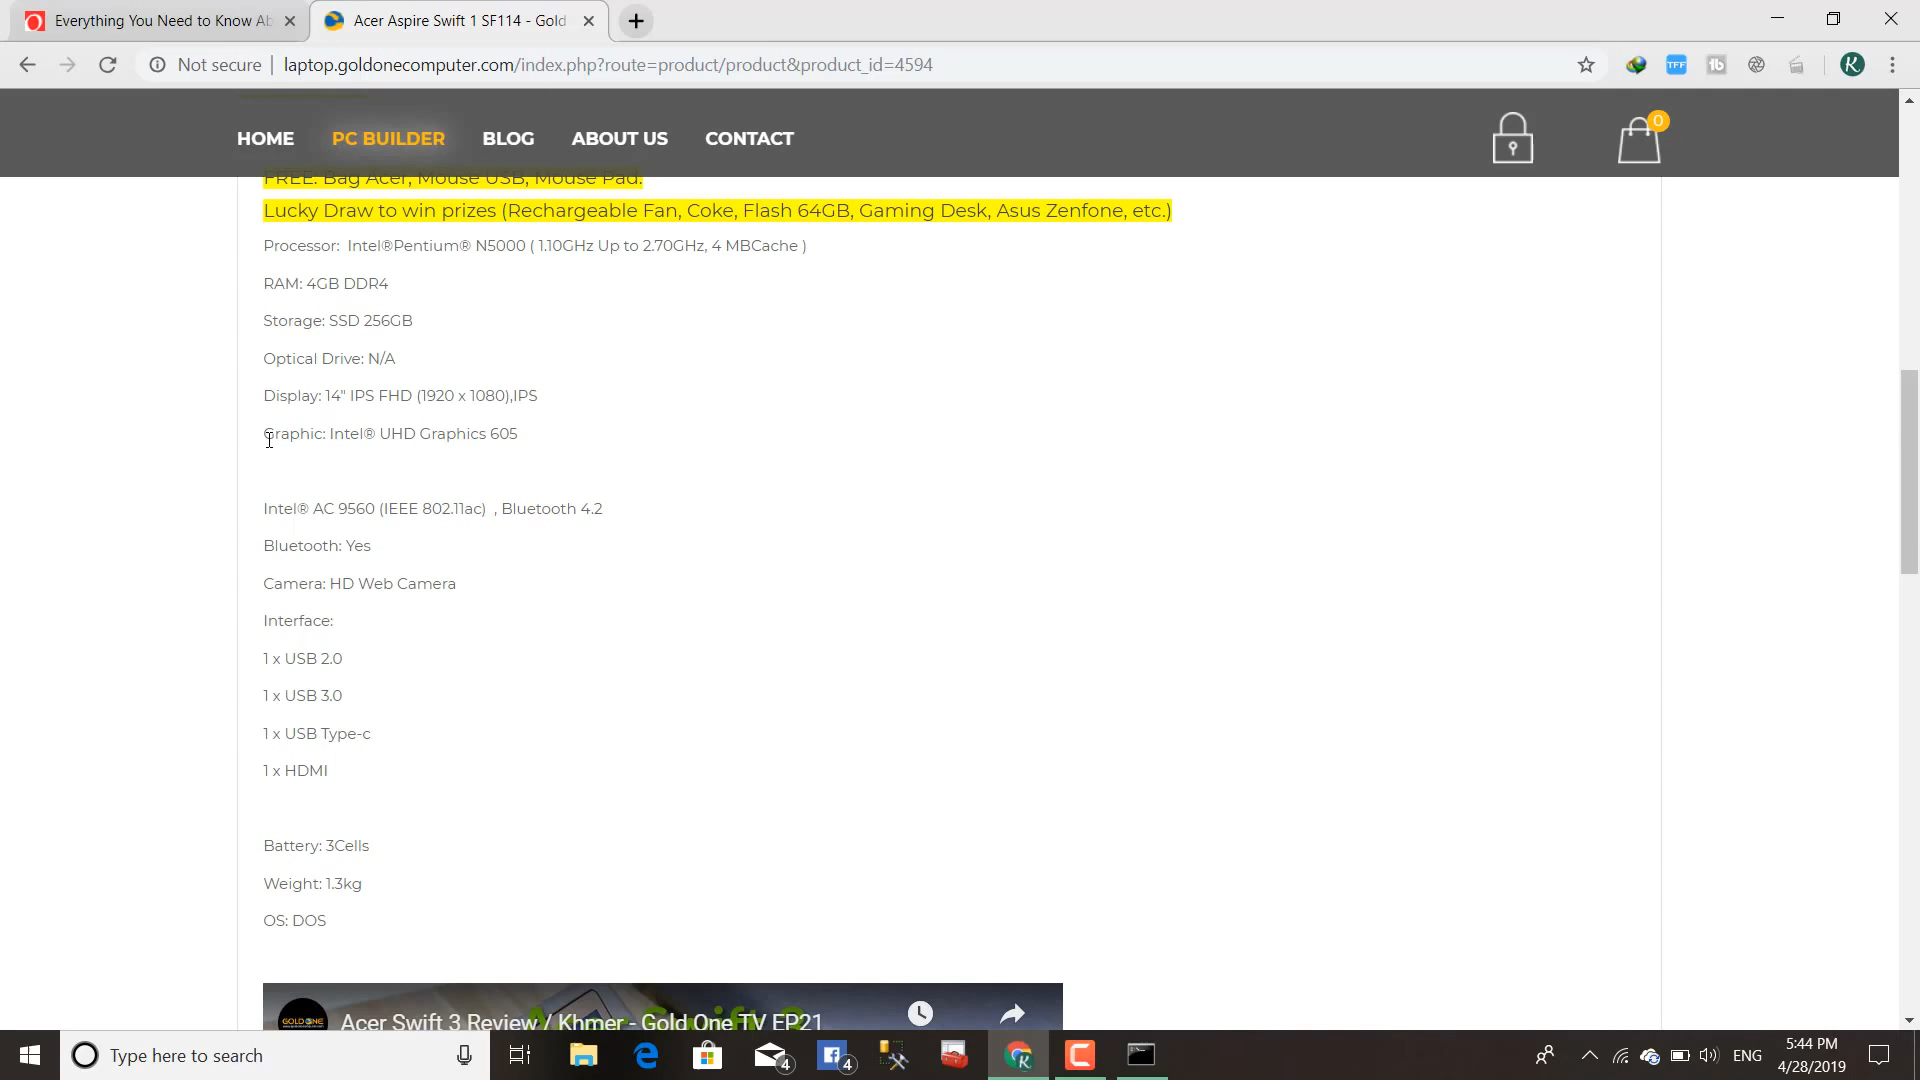 Everything You Need to Know Ab
Acer Aspire Swift 1 SF114 - Gold
Not secure
laptop.goldonecomputer.com/index.php?route=product/product&product_id=4594
TFF
K
HOME
PC BUILDER
BLOG
ABOUT US
CONTACT
0
FREE: Bag Acer, Mouse USB, Mouse Pad.
Lucky Draw to win prizes (Rechargeable Fan, Coke, Flash 64GB, Gaming Desk, Asus Zenfone, etc.)
Processor:  Intel®Pentium® N5000 ( 1.10GHz Up to 2.70GHz, 4 MBCache )
RAM: 4GB DDR4
Storage: SSD 256GB
Optical Drive: N/A
Display: 14" IPS FHD (1920 x 1080),IPS
Graphic: Intel® UHD Graphics 605
Intel® AC 9560 (IEEE 802.11ac)  , Bluetooth 4.2
Bluetooth: Yes
Camera: HD Web Camera
Interface:
1 x USB 2.0
1 x USB 3.0
1 x USB Type-c
1 x HDMI
Battery: 3Cells
Weight: 1.3kg
OS: DOS
GOLD ONE
Acer Swift 3 Review / Khmer - Gold One TV EP21
Type here to search
4
4
K
ENG
5:44 PM
4/28/2019